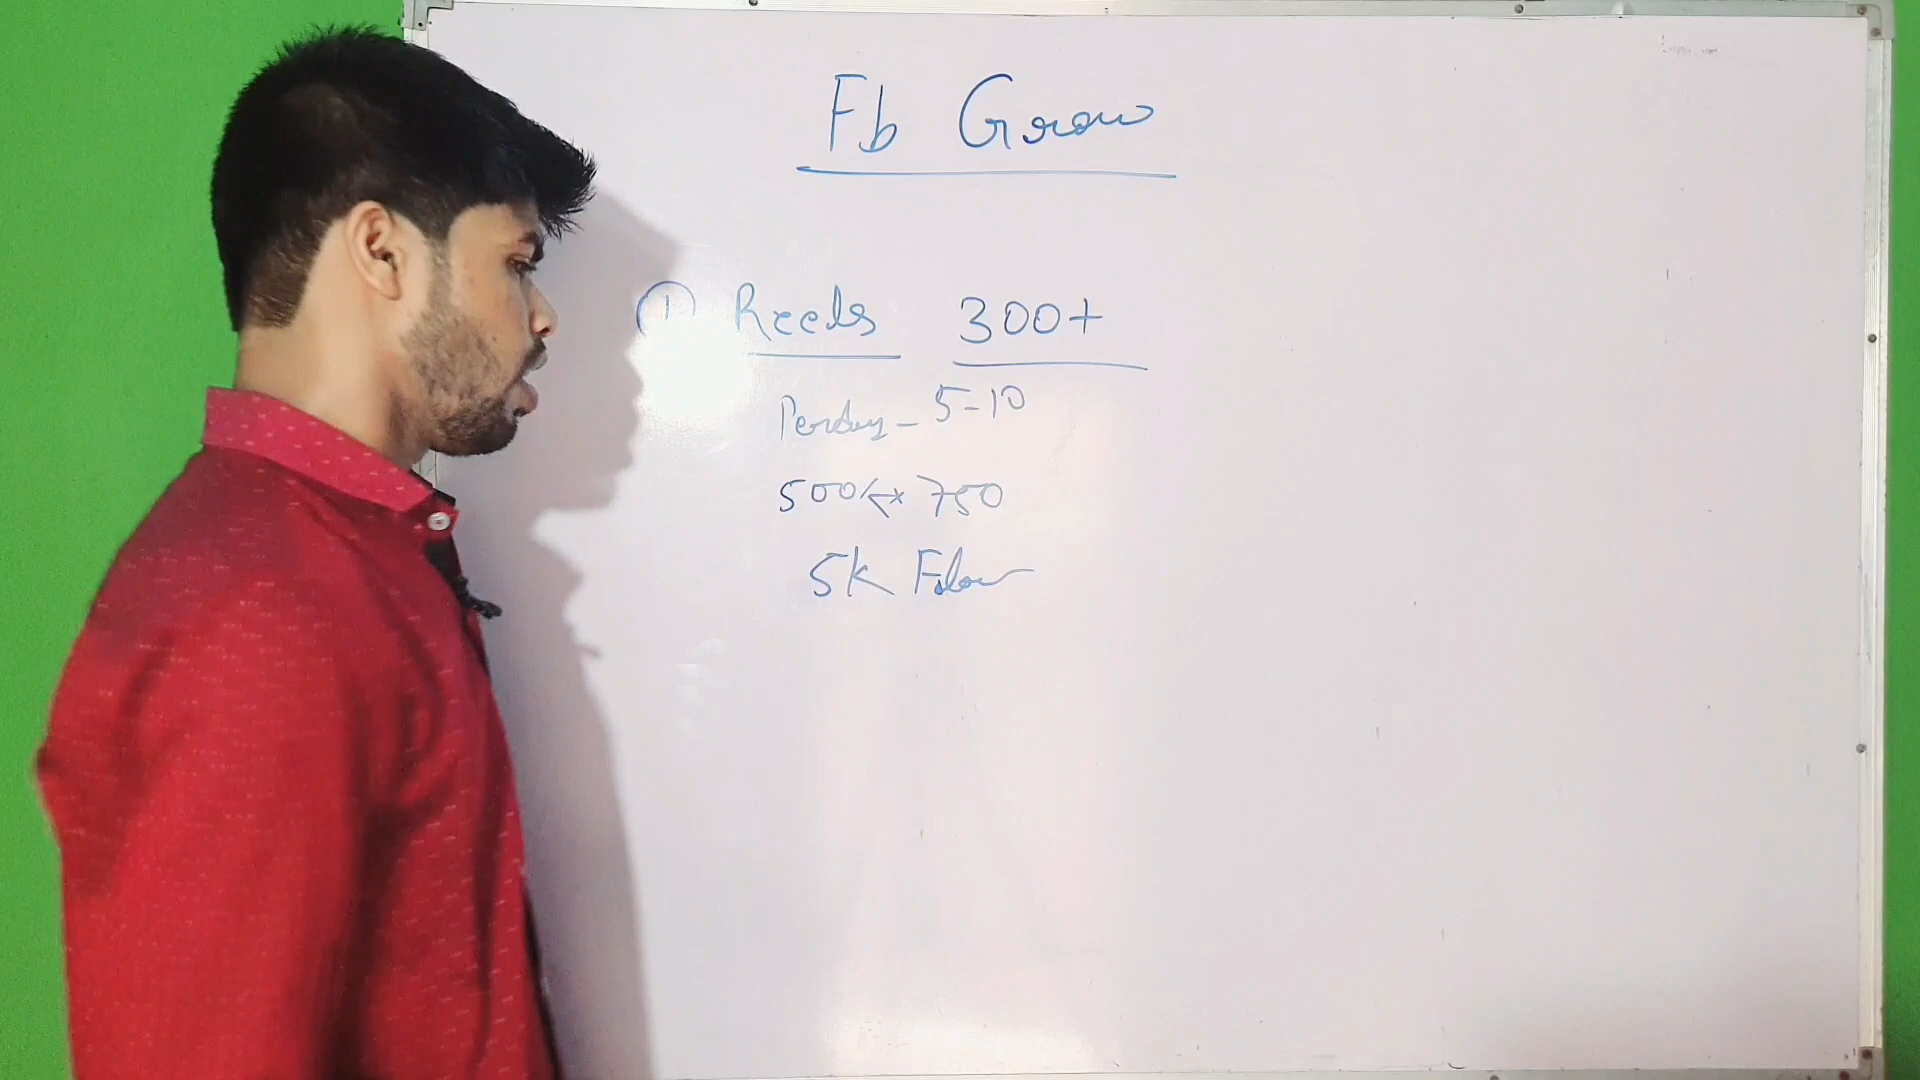 Fb Grow
① Reels 300+
Perday - 5-10
500 750
5k Follow